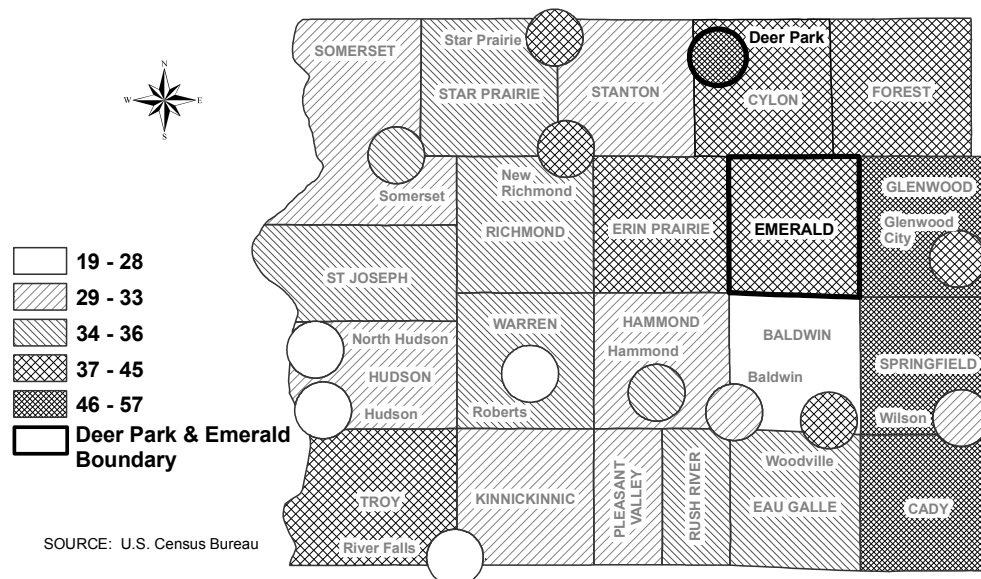 SOMERSET
Star Prairie
STAR PRAIRIE
STANTON
Deer Park
CYLON
FOREST
N
W
E
S
Somerset
New
Richmond
RICHMOND
ERIN PRAIRIE
EMERALD
GLENWOOD
Glenwood
City
ST JOSEPH
19 - 28
29 - 33
34 - 36
37 - 45
46 - 57
Deer Park & Emerald
Boundary
North Hudson
HUDSON
Hudson
WARREN
Roberts
HAMMOND
Hammond
BALDWIN
Baldwin
SPRINGFIELD
Wilson
TROY
River Falls
KINNICKINNIC
PLEASANT
VALLEY
RUSH RIVER
Woodville
EAU GALLE
CADY
SOURCE: U.S. Census Bureau